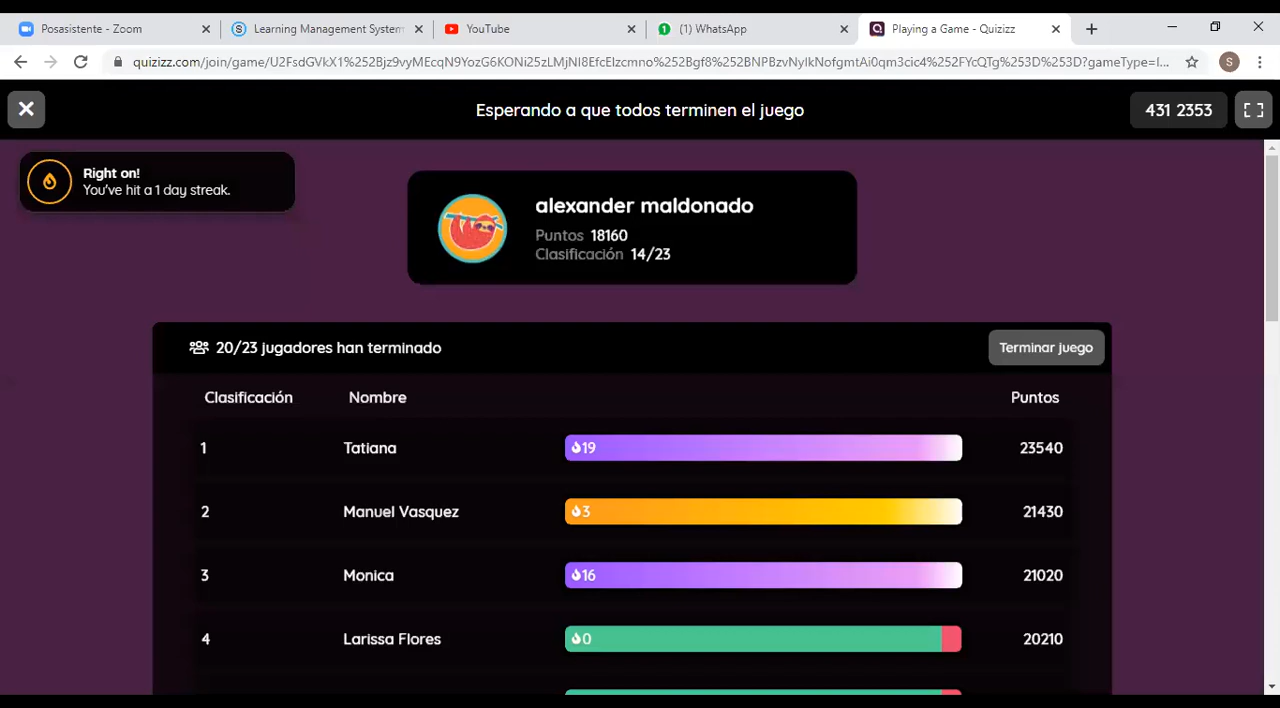 Posasistente - Zoom
Learning Management System
YouTube
(1) WhatsApp
Playing a Game - Quizizz
quizizz.com/join/game/U2FsdGVkX1%252Bjz9vyMEcqN9YozG6KONi25zLMjNI8EfcEIzcmno%252Bgf8%252BNPBzvNyIkNofgmtAi0qm3cic4%252FYcQTg%3D%253D?gameType=l...
S
Esperando a que todos terminen el juego
431 2353
Right on!
You've hit a 1 day streak.
alexander maldonado
Puntos 18160
Clasificación 14/23
20/23 jugadores han terminado
Terminar juego
Clasificación Nombre Puntos
1 Tatiana 19 23540
2 Manuel Vasquez 3 21430
3 Monica 16 21020
4 Larissa Flores 0 20210